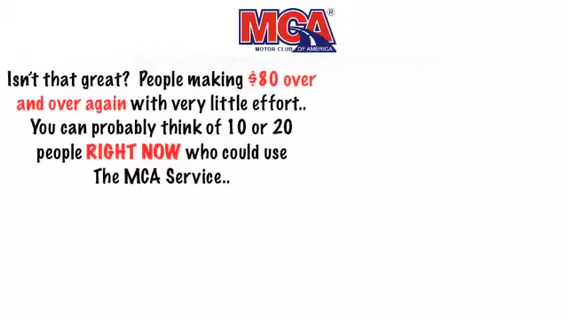 MCA®
MOTOR CLUB OF AMERICA
Isn't that great? People making $80 over
and over again with very little effort..
You can probably think of 10 or 20
people RIGHT NOW who could use
The MCA Service..